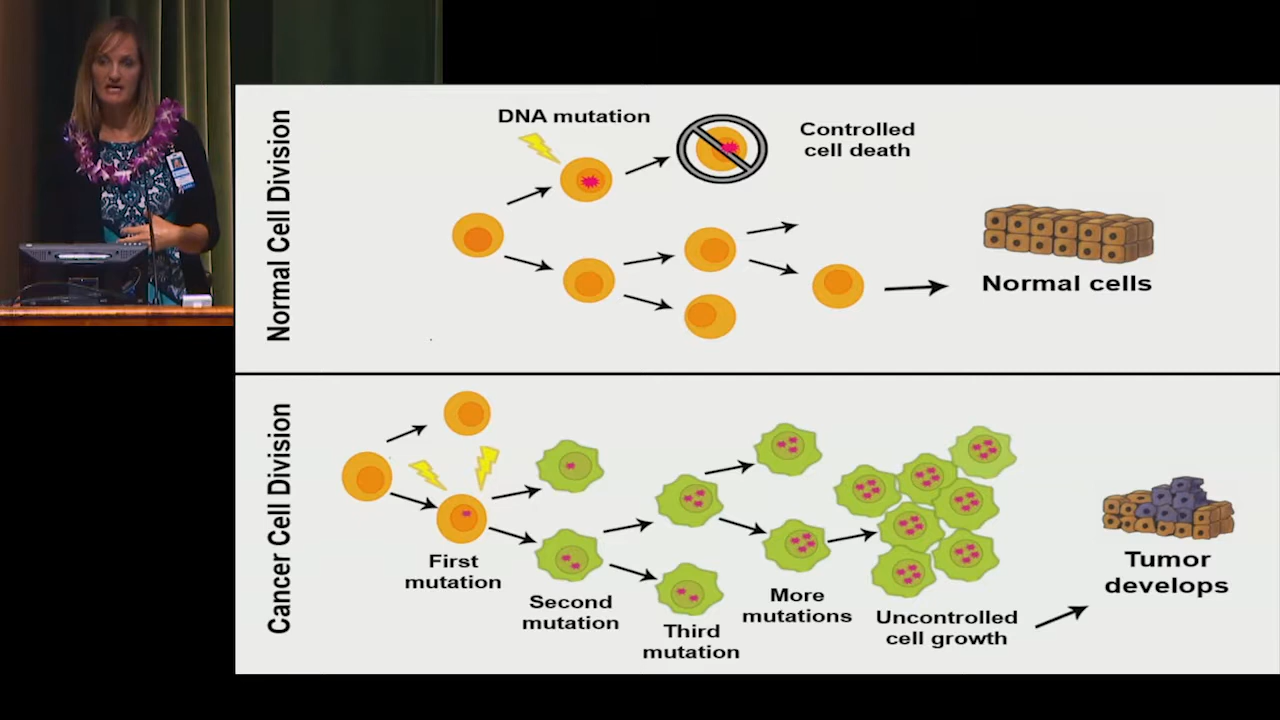 Normal Cell Division
DNA mutation
Controlled
cell death
Normal cells
Cancer Cell Division
First
mutation
Second
mutation
Third
mutation
More
mutations
Uncontrolled
cell growth
Tumor
develops